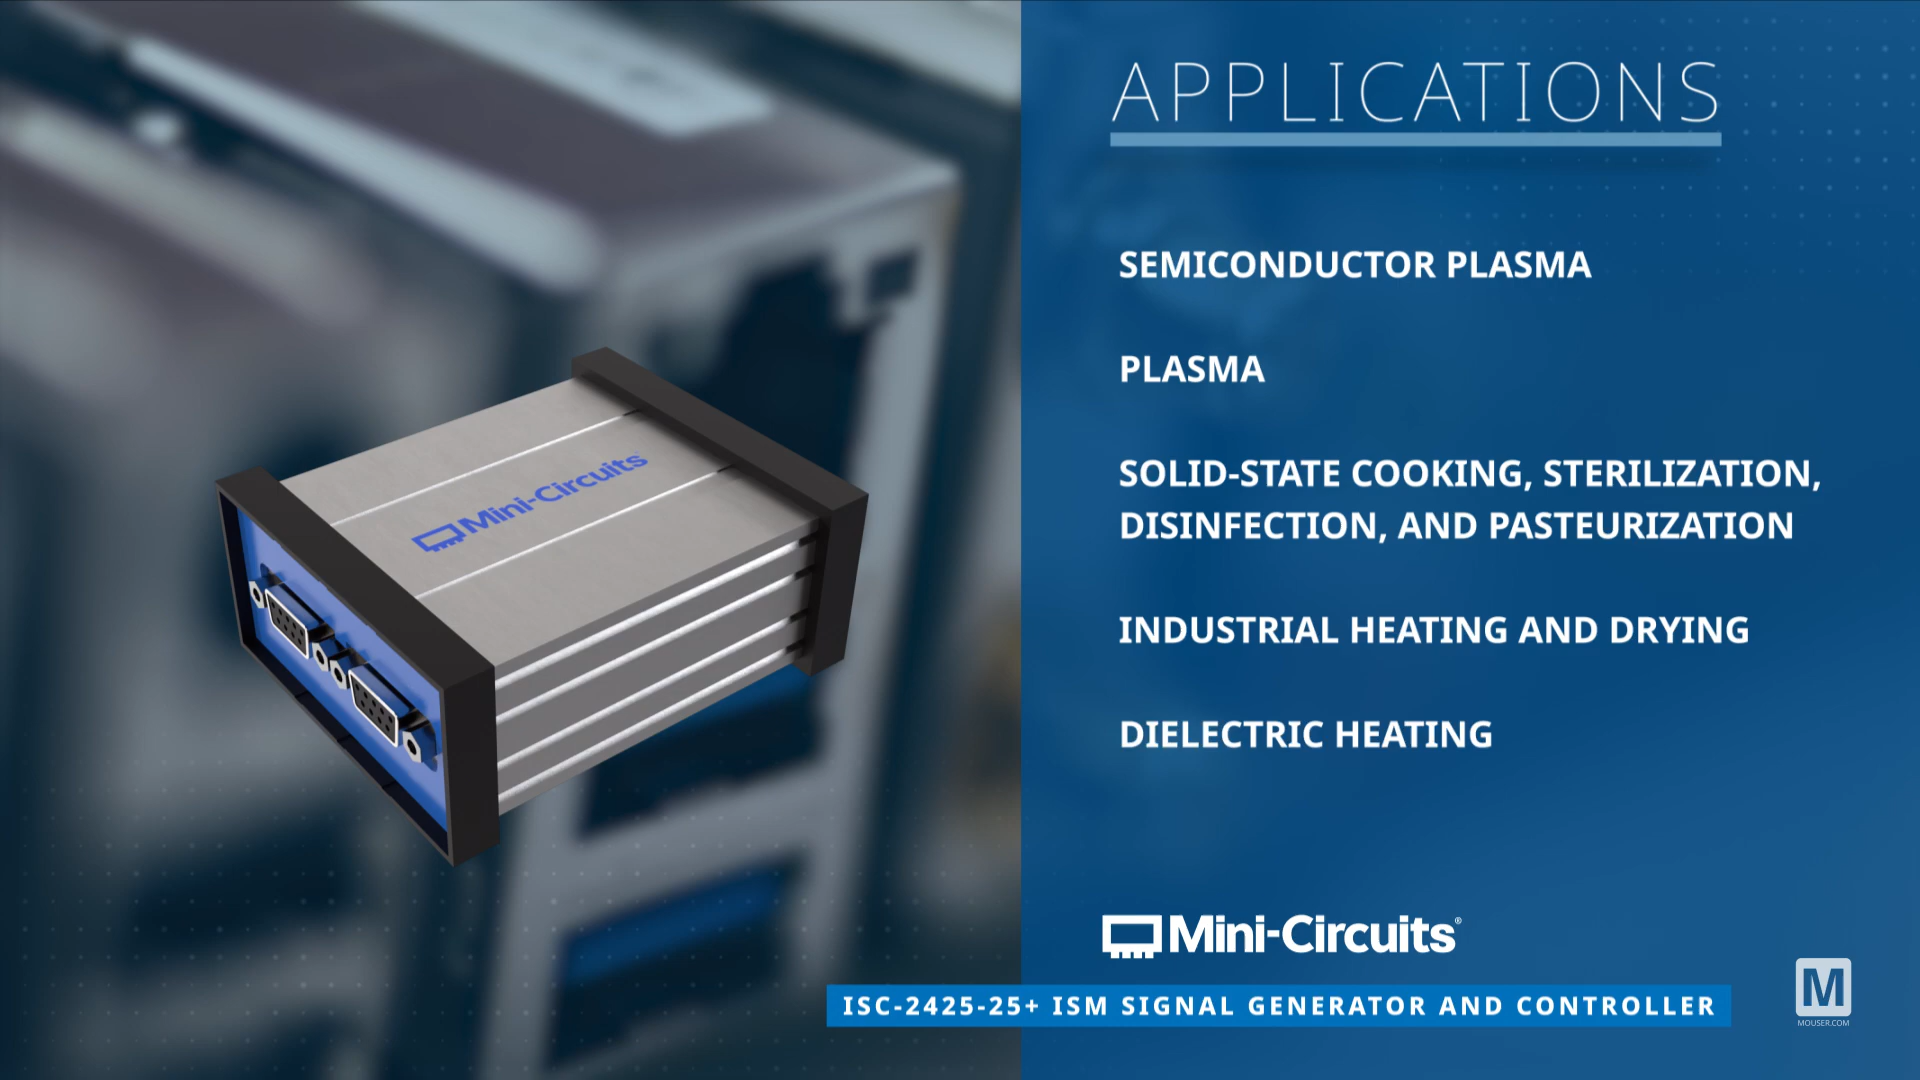 APPLICATIONS
SEMICONDUCTOR PLASMA
PLASMA
SOLID-STATE COOKING, STERILIZATION,
DISINFECTION, AND PASTEURIZATION
INDUSTRIAL HEATING AND DRYING
DIELECTRIC HEATING
Mini-Circuits
Mini-Circuits®
ISC-2425-25+ ISM SIGNAL GENERATOR AND CONTROLLER
M
MOUSER.COM